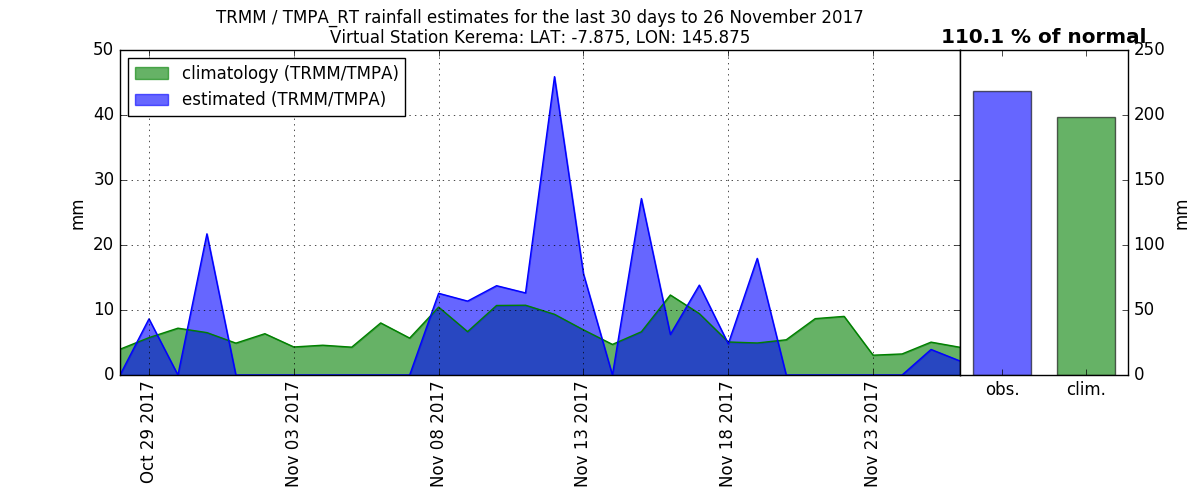 TRMM / TMPA_RT rainfall estimates for the last 30 days to 26 November 2017
Virtual Station Kerema: LAT: -7.875, LON: 145.875
110.1 % of normal
climatology (TRMM/TMPA)
estimated (TRMM/TMPA)
50
40
30
20
10
0
mm
Oct 29 2017
Nov 03 2017
Nov 08 2017
Nov 13 2017
Nov 18 2017
Nov 23 2017
obs.
clim.
250
200
150
100
50
0
mm